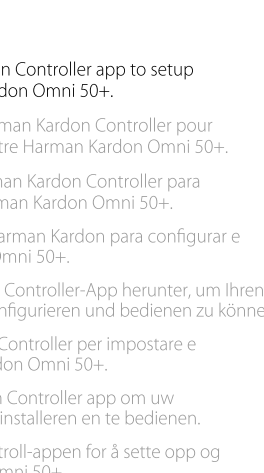 n Controller app to setup
don Omni 50+.
man Kardon Controller pour
tre Harman Kardon Omni 50+.
man Kardon Controller para
man Kardon Omni 50+.
arman Kardon para configurar e
Omni 50+.
Controller-App herunter, um Ihren
nfigurieren und bedienen zu könne
Controller per impostare e
don Omni 50+.
n Controller app om uw
installeren en te bedienen.
troll-appen for å sette opp og
mni 50+